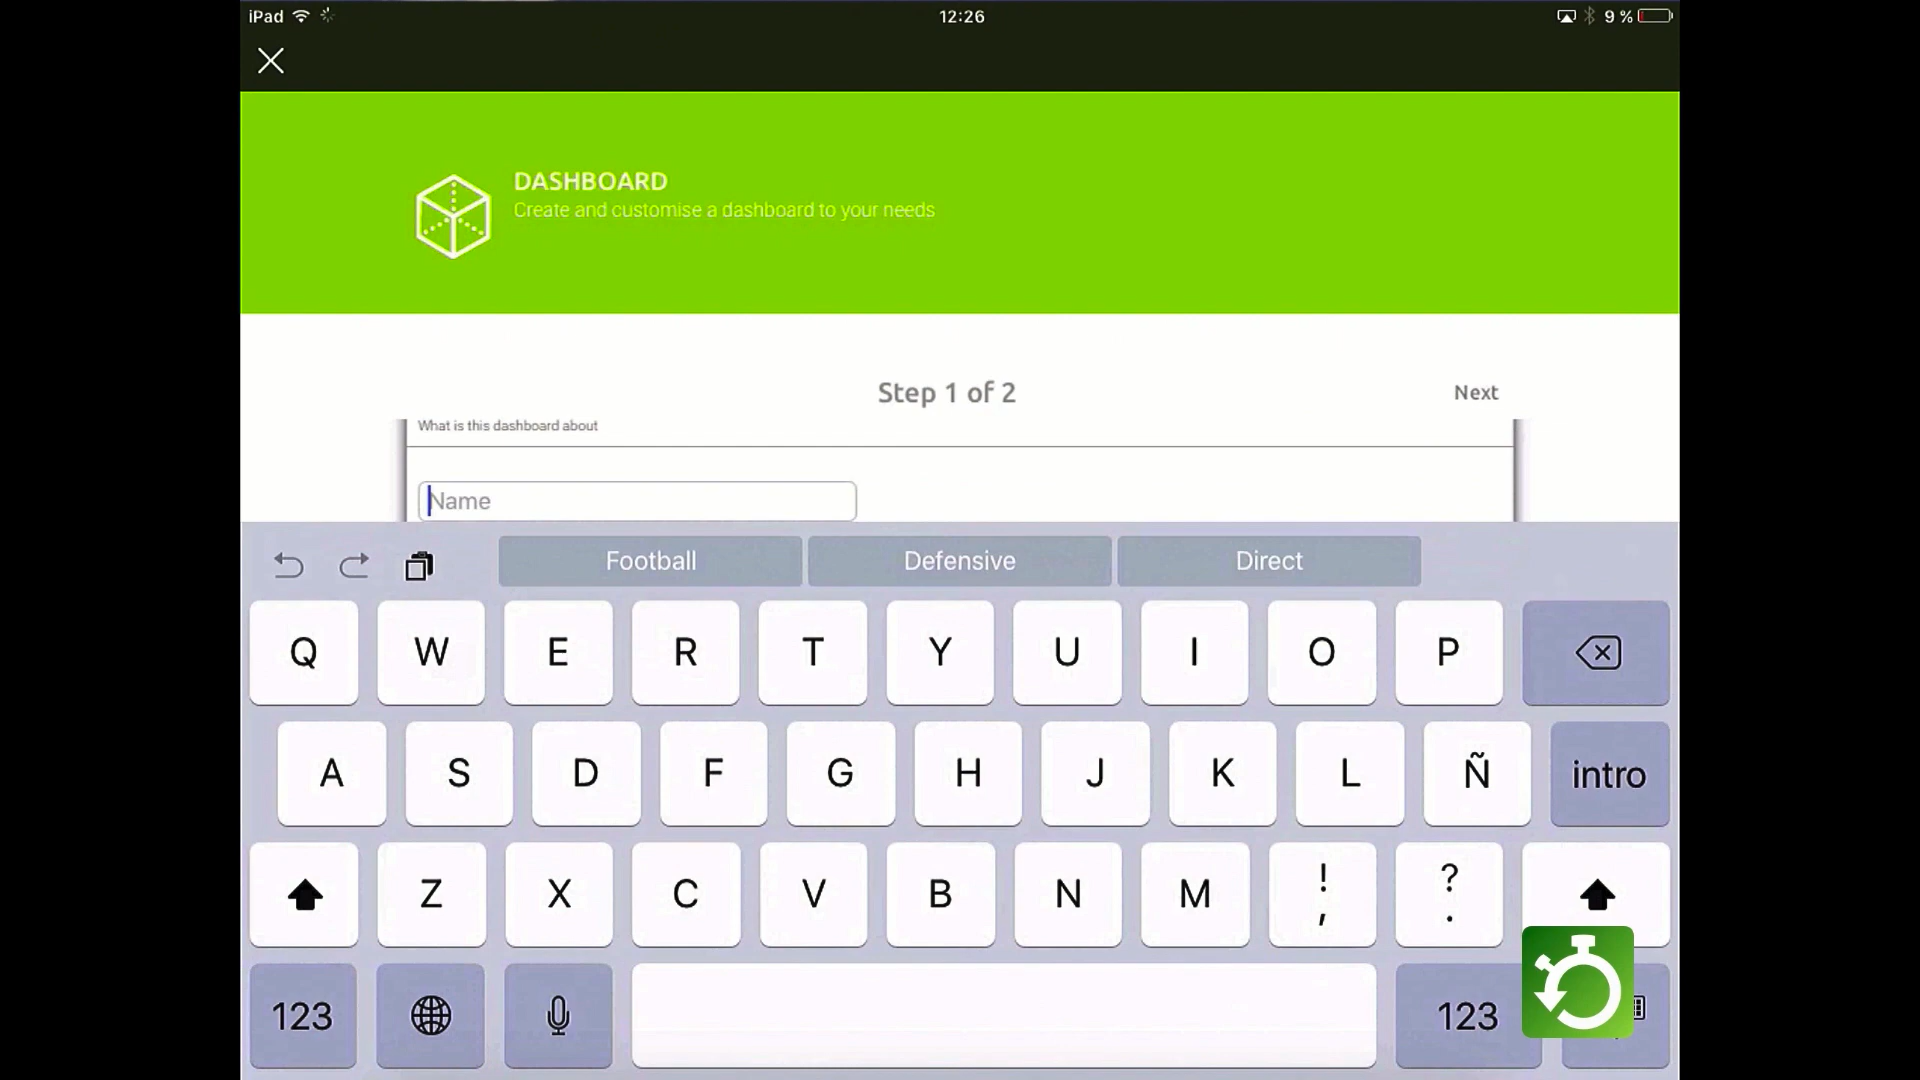 iPad 12:26 9 %
DASHBOARD
Create and customise a dashboard to your needs
Step 1 of 2 Next
What is this dashboard about
Name
Football Defensive Direct
Q W E R T Y U I O P
A S D F G H J K L Ñ intro
Z X C V B N M ! , ? .
123 123